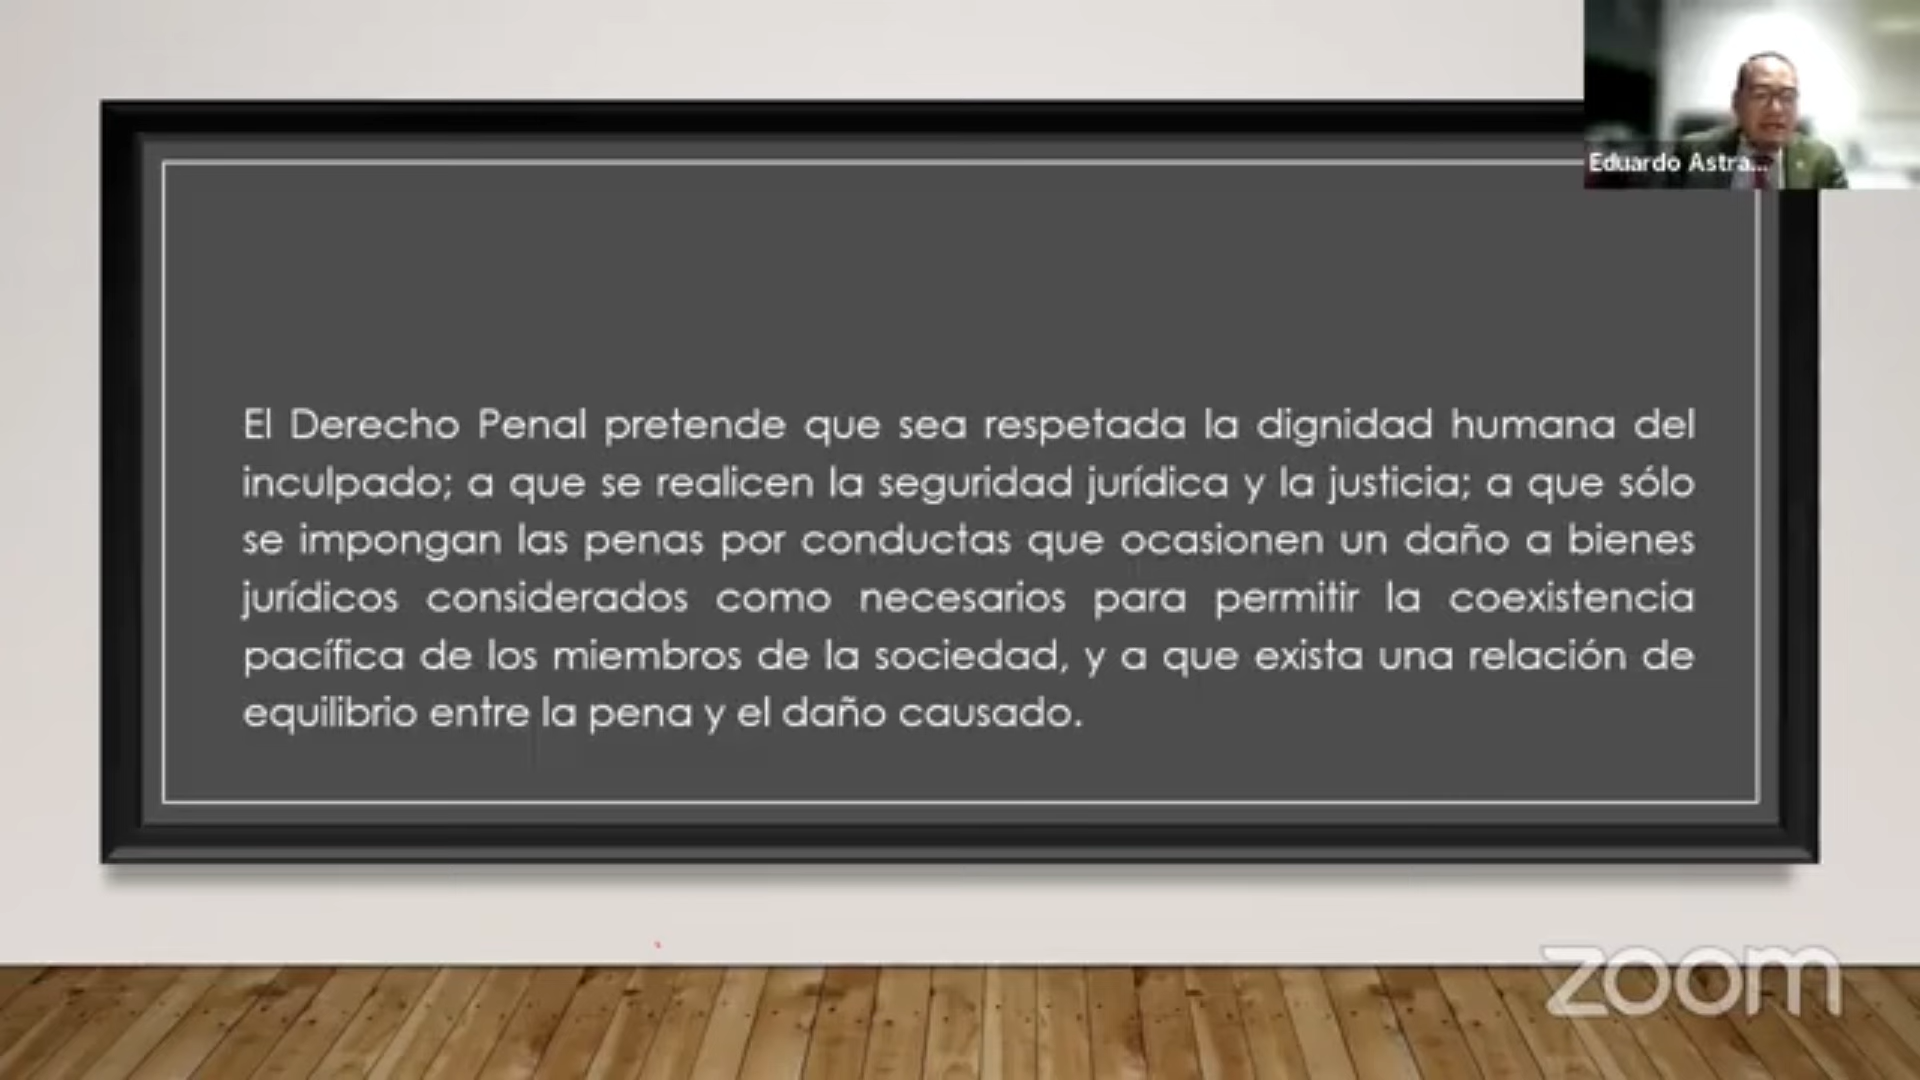 Eduardo Astra...
El Derecho Penal pretende que sea respetada la dignidad humana del
inculpado; a que se realicen la seguridad jurídica y la justicia; a que sólo
se impongan las penas por conductas que ocasionen un daño a bienes
jurídicos considerados como necesarios para permitir la coexistencia
pacífica de los miembros de la sociedad, y a que exista una relación de
equilibrio entre la pena y el daño causado.
zoom